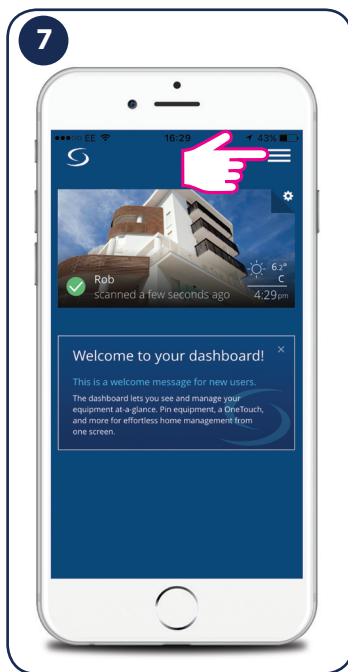 7
EE 16:29 43%
6.2°
Rob C
scanned a few seconds ago 4:29pm
Welcome to your dashboard! ×
This is a welcome message for new users.
The dashboard lets you see and manage your
equipment at-a-glance. Pin equipment, a OneTouch,
and more for effortless home management from
one screen.